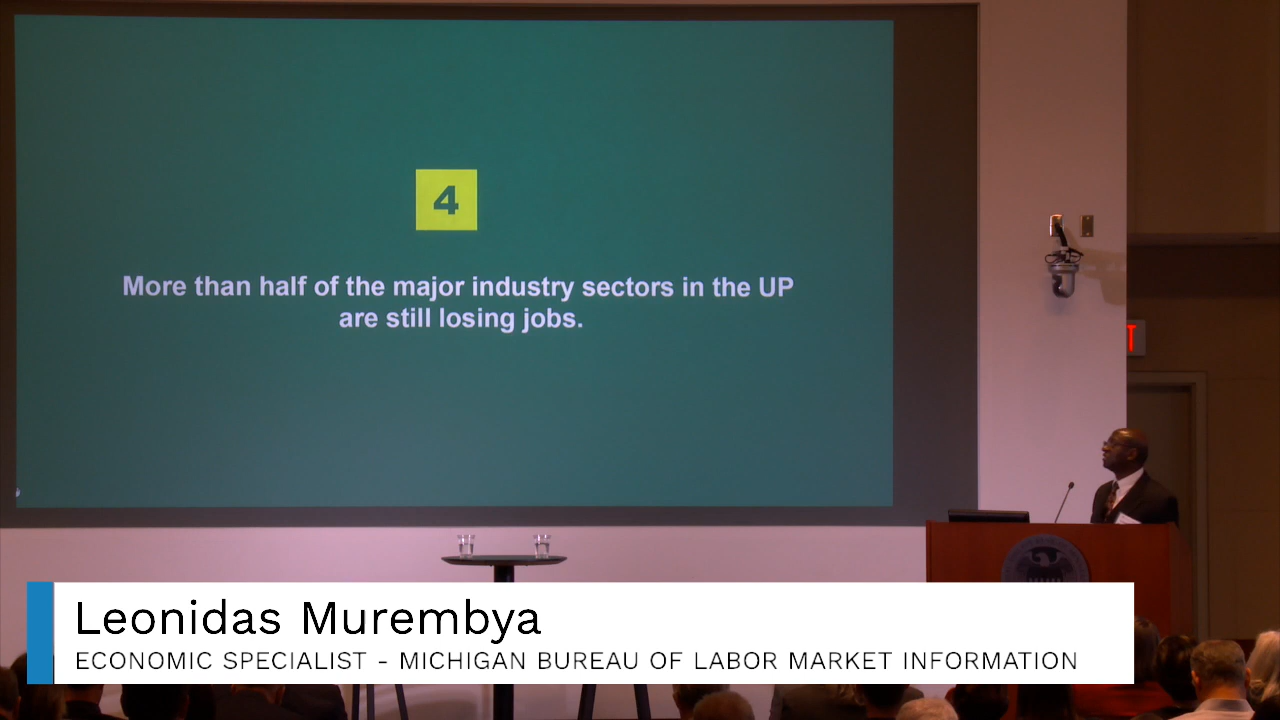 4
More than half of the major industry sectors in the UP
are still losing jobs.
T
Leonidas Murembya
ECONOMIC SPECIALIST - MICHIGAN BUREAU OF LABOR MARKET INFORMATION